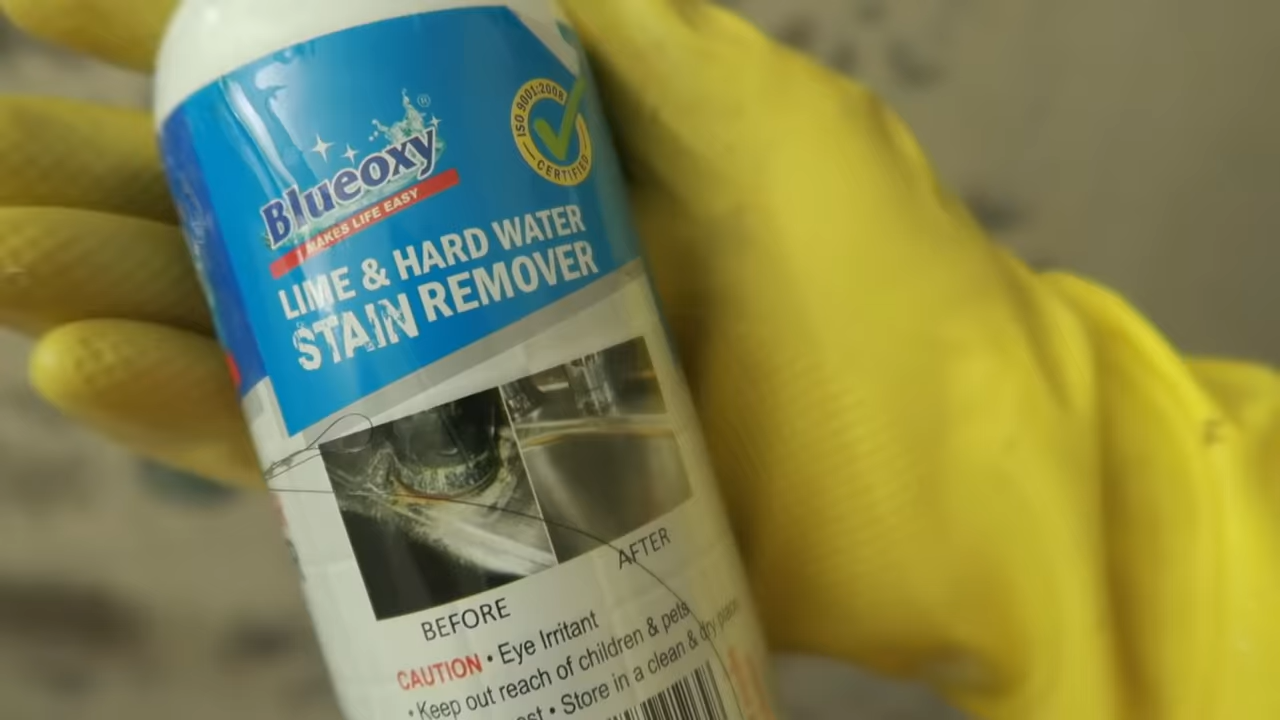 Blueoxy®
MAKES LIFE EASY
ISO 9001:2008
CERTIFIED
LIME & HARD WATER
STAIN REMOVER
BEFORE
AFTER
CAUTION • Eye Irritant
• Keep out reach of children & pets
• Store in a clean & dry place